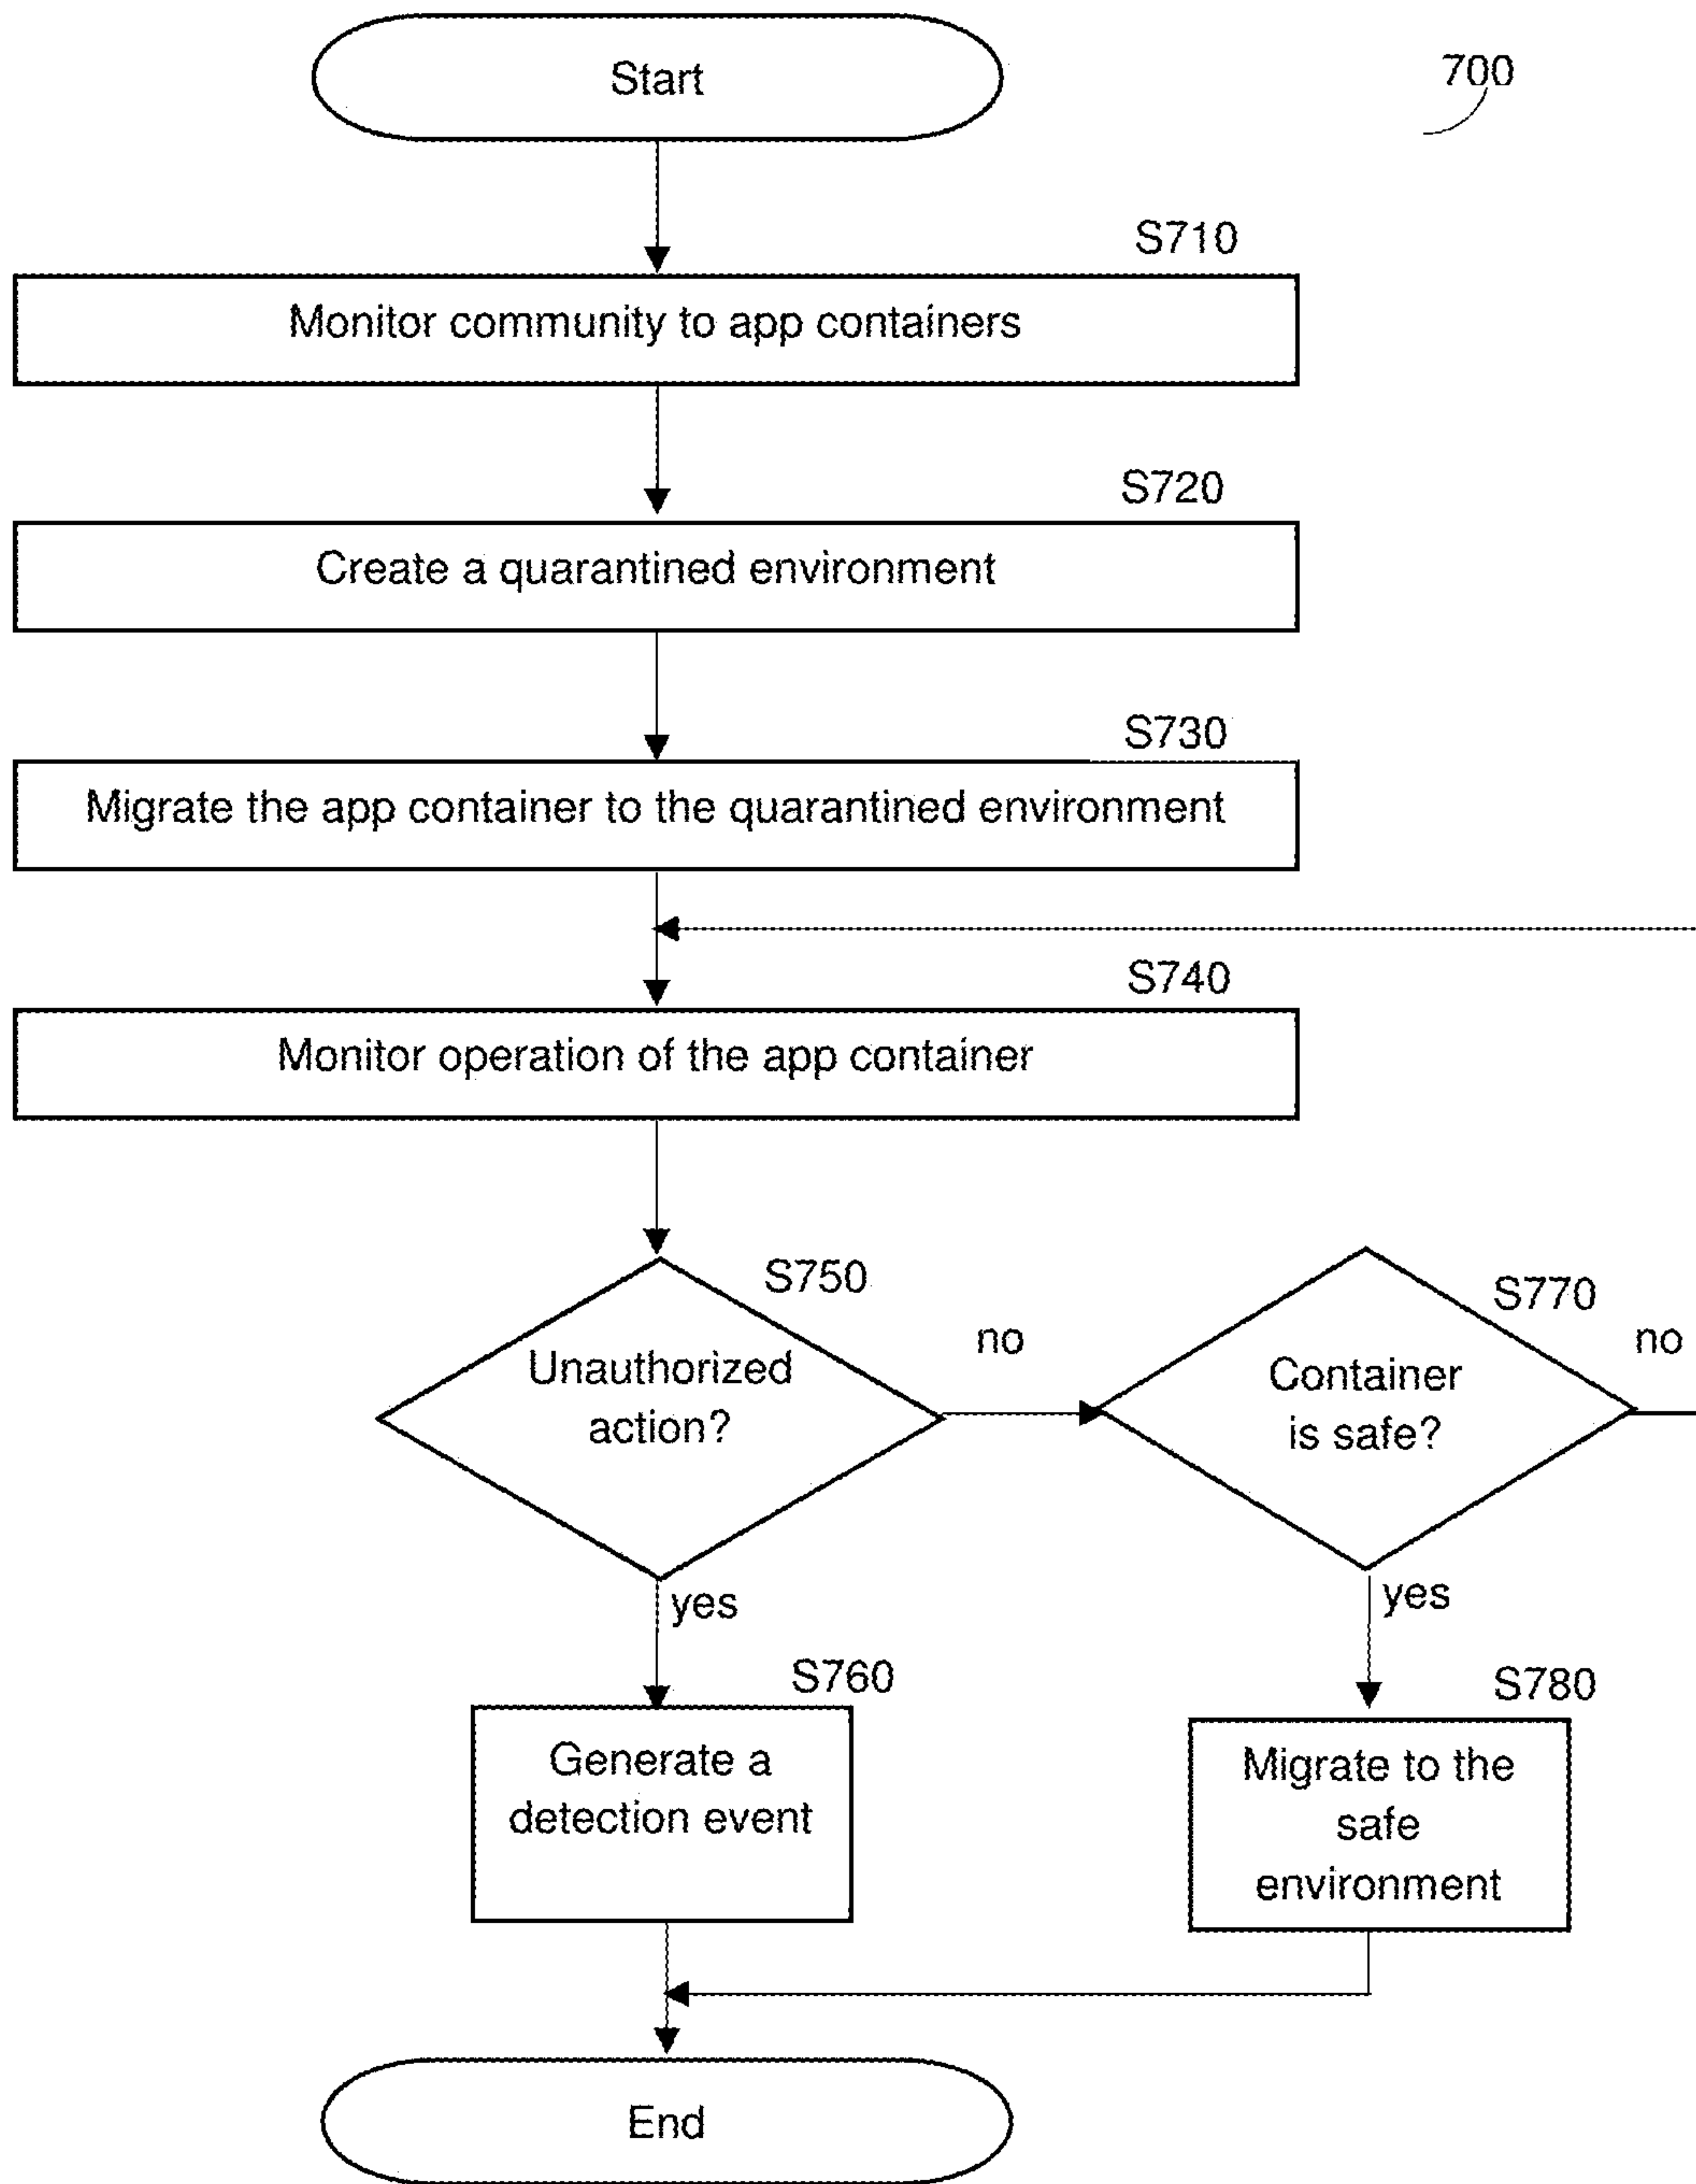 Start
700
S710
Monitor community to app containers
S720
Create a quarantined environment
S730
Migrate the app container to the quarantined environment
S740
Monitor operation of the app container
S750
Unauthorized
action?
no
S770
Container
is safe?
no
yes
yes
S760
Generate a
detection event
S780
Migrate to the
safe
environment
End